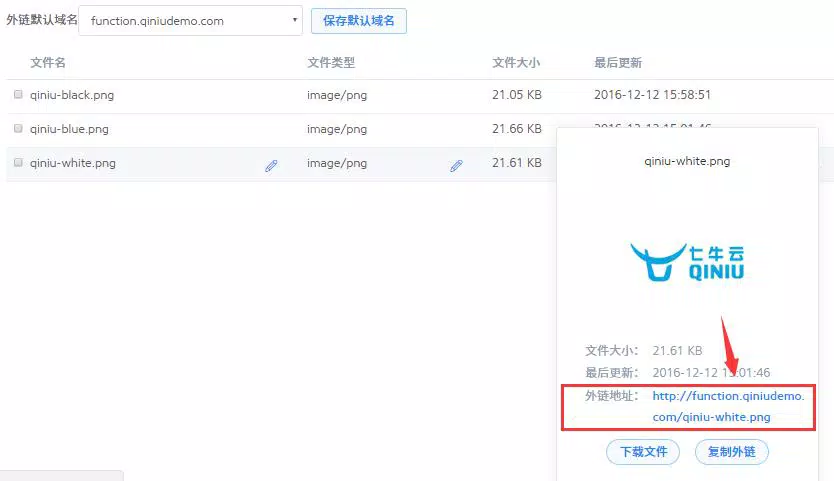 外链默认域名 function.qiniudemo.com 保存默认域名
文件名 文件类型 文件大小 最后更新
qiniu-black.png image/png 21.05 KB 2016-12-12 15:58:51
qiniu-blue.png image/png 21.66 KB
qiniu-white.png image/png 21.61 KB
qiniu-white.png
七牛云
QINIU
文件大小： 21.61 KB
最后更新： 2016-12-12 15:01:46
外链地址： http://function.qiniudemo.
com/qiniu-white.png
下载文件 复制外链